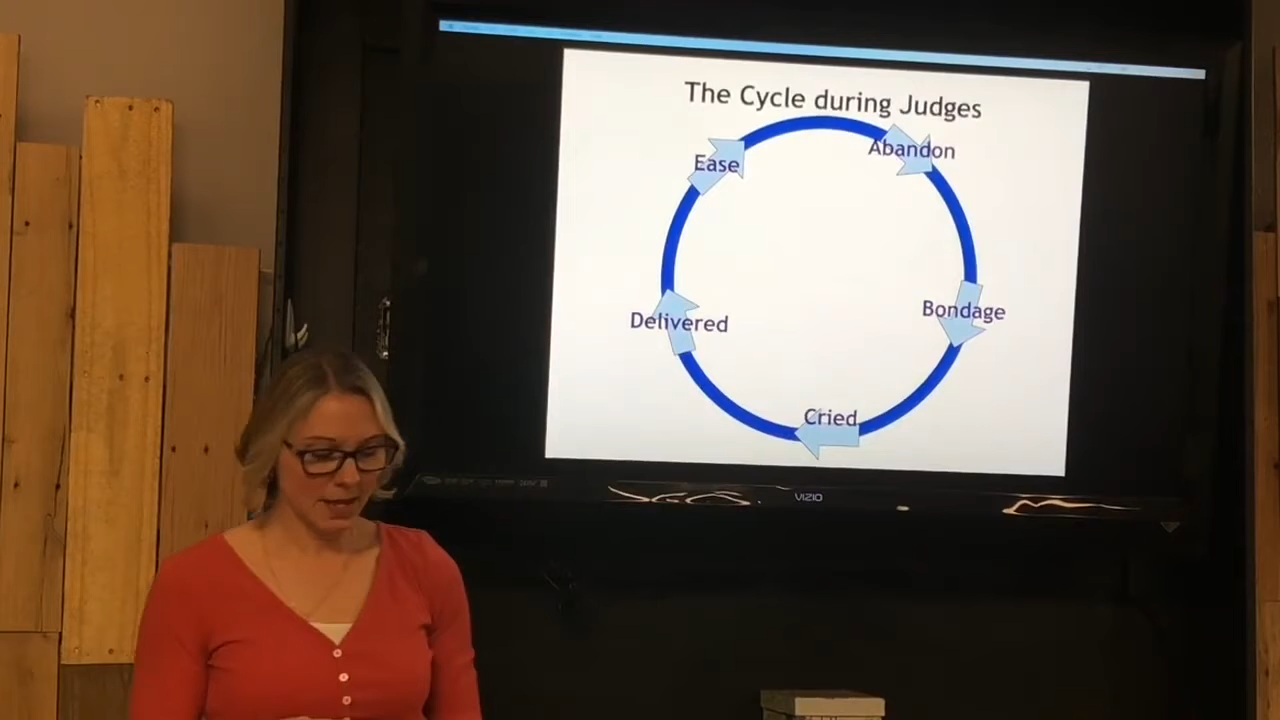 The Cycle during Judges
Abandon
Ease
Bondage
Delivered
Cried
VIZIO